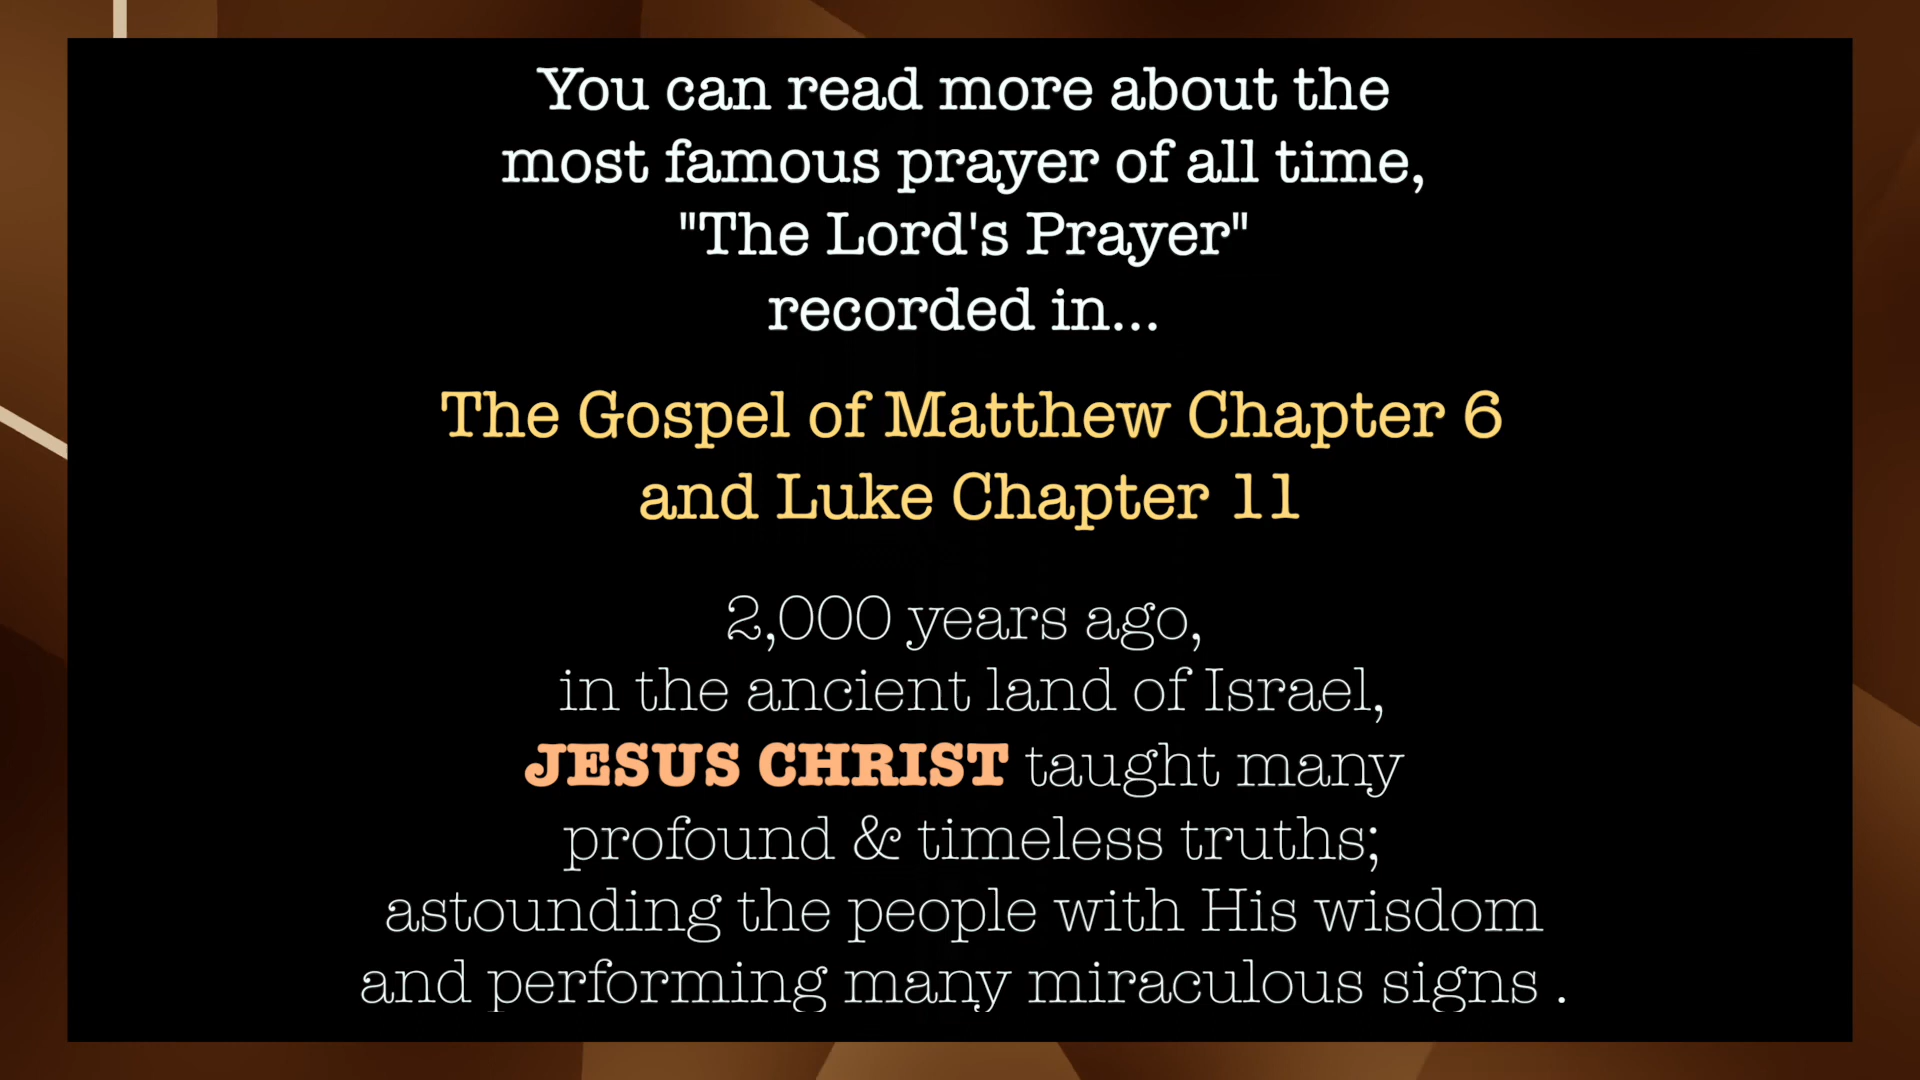 You can read more about the
most famous prayer of all time,
"The Lord's Prayer"
recorded in...
The Gospel of Matthew Chapter 6
and Luke Chapter 11
2,000 years ago,
in the ancient land of Israel,
JESUS CHRIST taught many
profound & timeless truths;
astounding the people with His wisdom
and performing many miraculous signs .